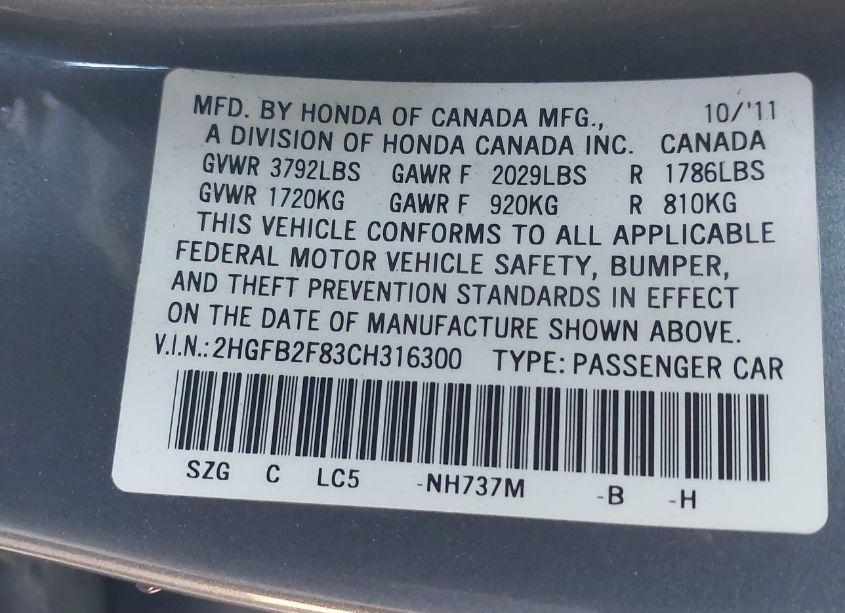 MFD. BY HONDA OF CANADA MFG., 10/'11
A DIVISION OF HONDA CANADA INC. CANADA
GVWR 3792LBS GAWR F 2029LBS R 1786LBS
GVWR 1720KG GAWR F 920KG R 810KG
THIS VEHICLE CONFORMS TO ALL APPLICABLE
FEDERAL MOTOR VEHICLE SAFETY, BUMPER,
AND THEFT PREVENTION STANDARDS IN EFFECT
ON THE DATE OF MANUFACTURE SHOWN ABOVE.
V.I.N.: 2HGFB2F83CH316300 TYPE: PASSENGER CAR
SZG C LC5 -NH737M -B -H